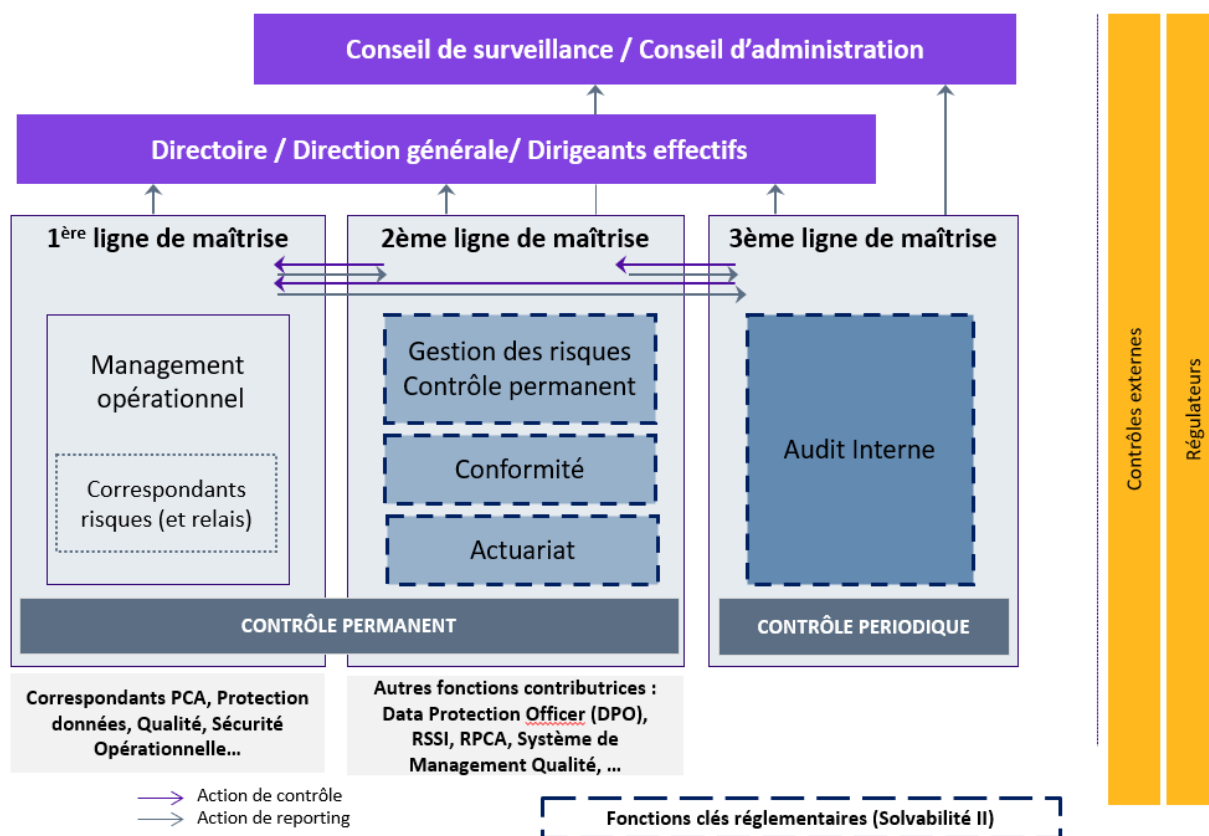 Conseil de surveillance / Conseil d'administration
Directoire / Direction générale/ Dirigeants effectifs
1ère ligne de maîtrise
2ème ligne de maîtrise
3ème ligne de maîtrise
Management
opérationnel
Correspondants
risques (et relais)
Gestion des risques
Contrôle permanent
Conformité
Actuariat
Audit Interne
CONTRÔLE PERMANENT
CONTRÔLE PERIODIQUE
Correspondants PCA, Protection
données, Qualité, Sécurité
Opérationnelle…
Autres fonctions contributrices :
Data Protection Officer (DPO),
RSSI, RPCA, Système de
Management Qualité, …
Action de contrôle
Action de reporting
Fonctions clés réglementaires (Solvabilité II)
Contrôles externes
Régulateurs